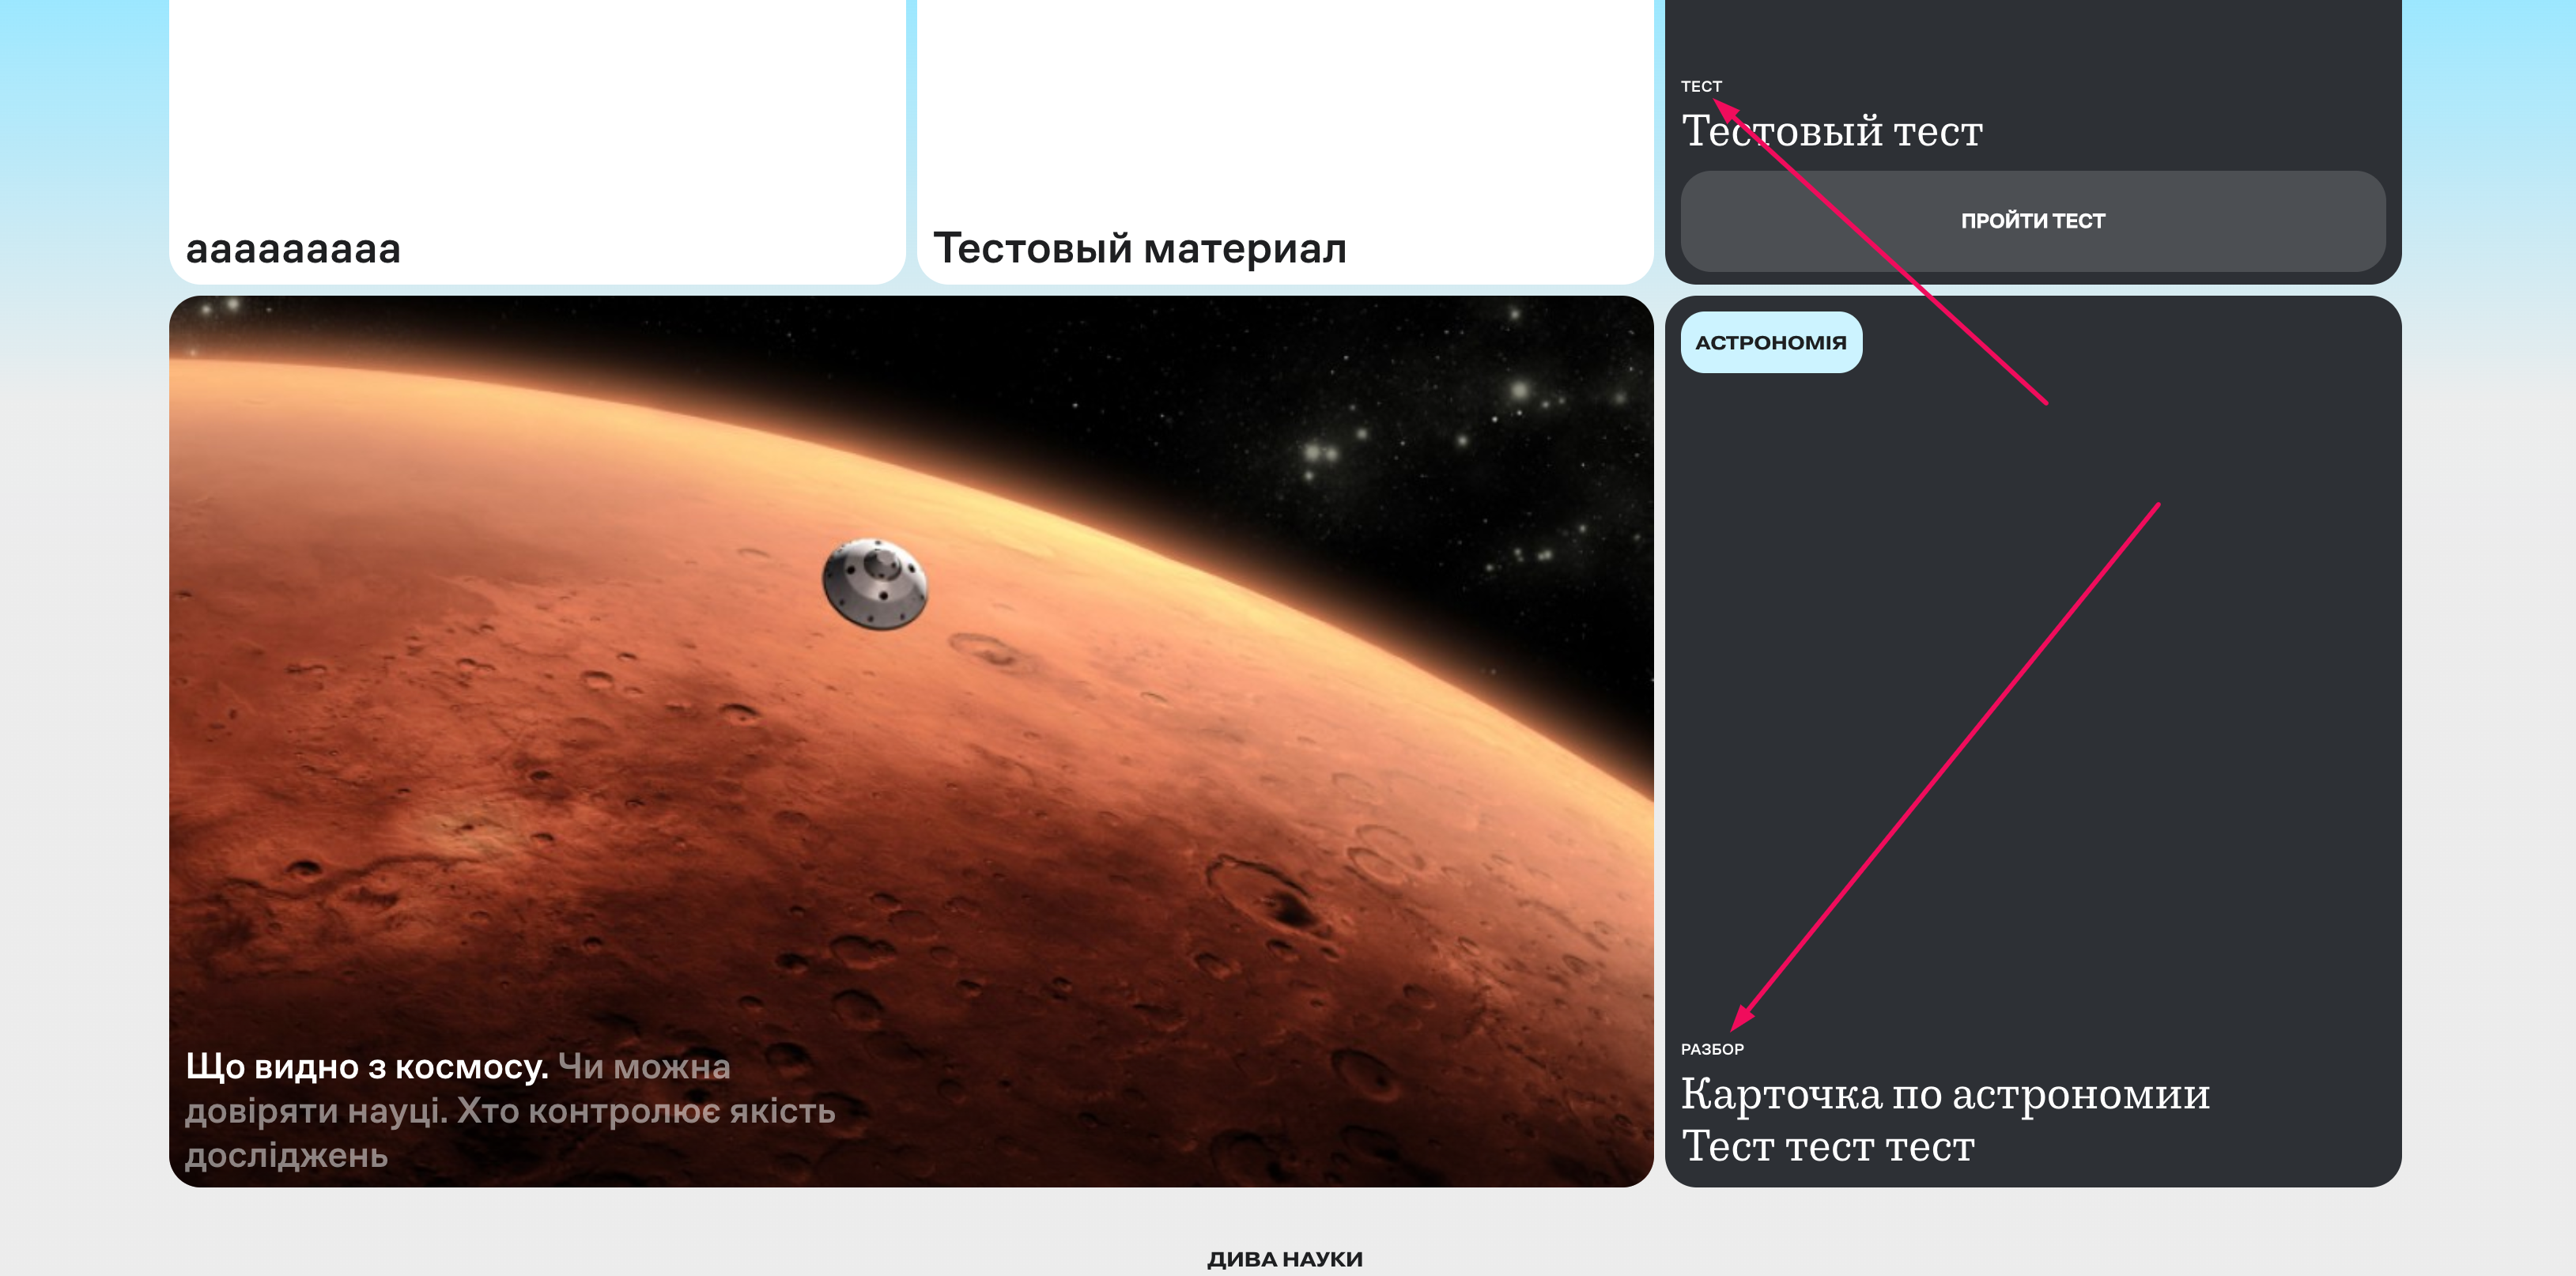 ааааааааа
Тестовый материал
ТЕСТ
Тестовый тест
ПРОЙТИ ТЕСТ
Що видно з космосу. Чи можна
довіряти науці. Хто контролює якість
досліджень
АСТРОНОМІЯ
РАЗБОР
Карточка по астрономии
Тест тест тест
ДИВА НАУКИ